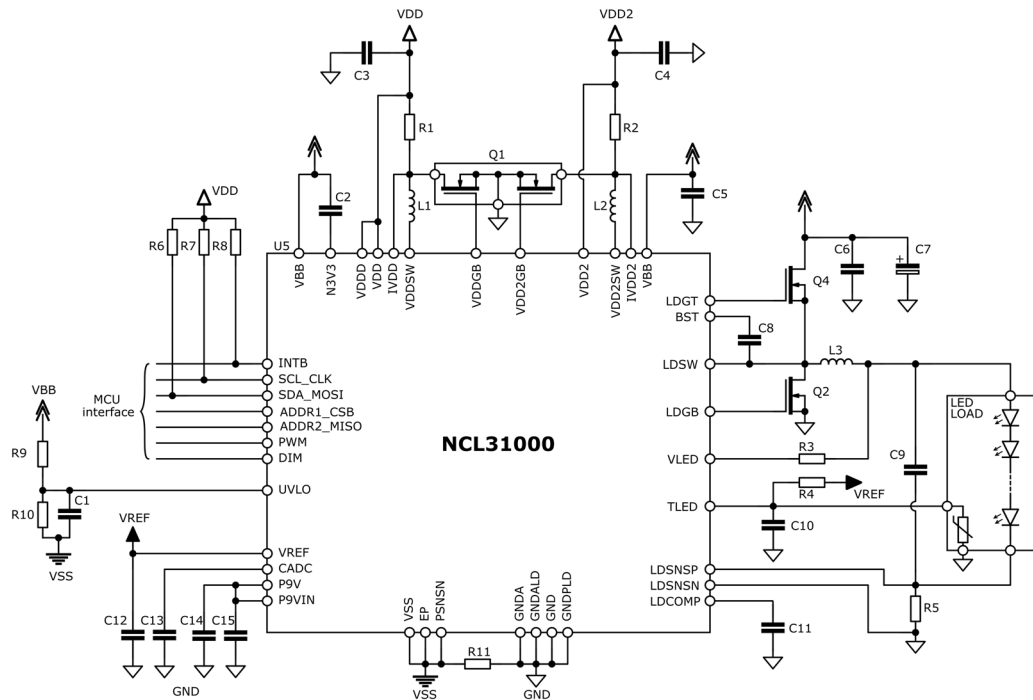 VDD
VDD2
C3
C4
R1
R2
Q1
C2
L1
L2
C5
VDD
R6
R7
R8
U5
VBB
N3V3
VDDD
VDD
IVDD
VDDSW
VDDGB
VDD2GB
VDD2
VDD2SW
IVDD2
VBB
C6
C7
+
Q4
LDGT
BST
C8
L3
LDSW
Q2
LDGB
MCU
interface
INTB
SCL_CLK
SDA_MOSI
ADDR1_CSB
ADDR2_MISO
PWM
DIM
VBB
R9
R10
C1
VSS
UVLO
NCL31000
VLED
R3
R4
VREF
TLED
C10
C9
LED
LOAD
VREF
VREF
CADC
P9V
P9VIN
C12
C13
C14
C15
GND
LDSNSP
LDSNSN
LDCOMP
R5
C11
VSS
EP
PSNSN
GNDA
GNDALD
GND
GNDPLD
R11
VSS
GND